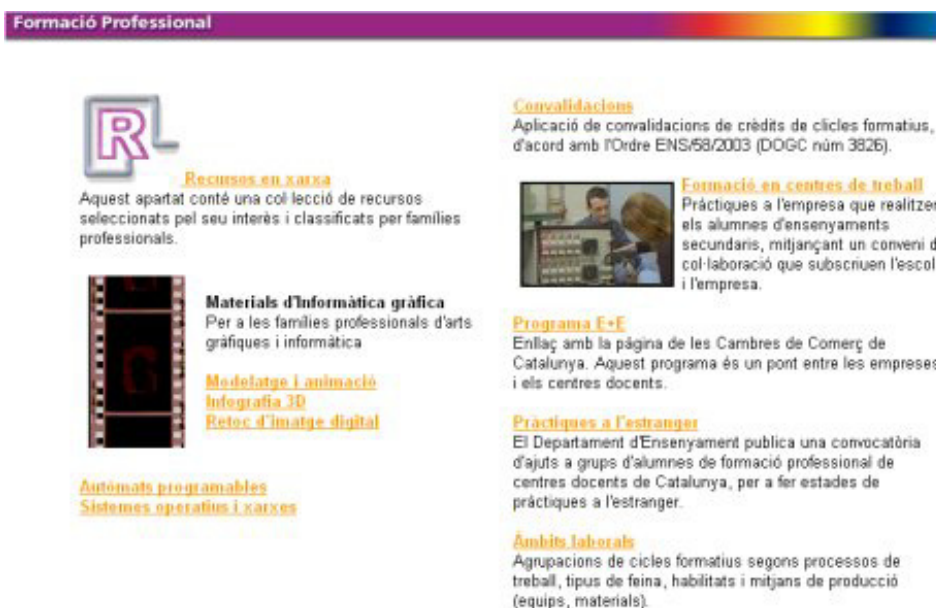 Formació Professional
R
Recursos en xarxa
Aquest apartat conté una col·lecció de recursos
seleccionats pel seu interès i classificats per famílies
professionals.
Materials d'Informàtica gràfica
Per a les famílies professionals d'arts
gràfiques i informàtica
Modelatge i animació
Infografia 3D
Retoc d'imatge digital
Autòmats programables
Sistemes operatius i xarxes
Convalidacions
Aplicació de convalidacions de crèdits de clicles formatius,
d'acord amb l'Ordre ENS/58/2003 (DOGC núm 3826).
Formació en centres de treball
Pràctiques a l'empresa que realitzen
els alumnes d'ensenyaments
secundaris, mitjançant un conveni d
col·laboració que subscriuen l'escol
i l'empresa.
Programa E+E
Enllaç amb la pàgina de les Cambres de Comerç de
Catalunya. Aquest programa és un pont entre les empreses
i els centres docents.
Pràctiques a l'estranger
El Departament d'Ensenyament publica una convocatòria
d'ajuts a grups d'alumnes de formació professional de
centres docents de Catalunya, per a fer estades de
pràctiques a l'estranger.
Àmbits laborals
Agrupacions de cicles formatius segons processos de
treball, tipus de feina, habilitats i mitjans de producció
(equips, materials).